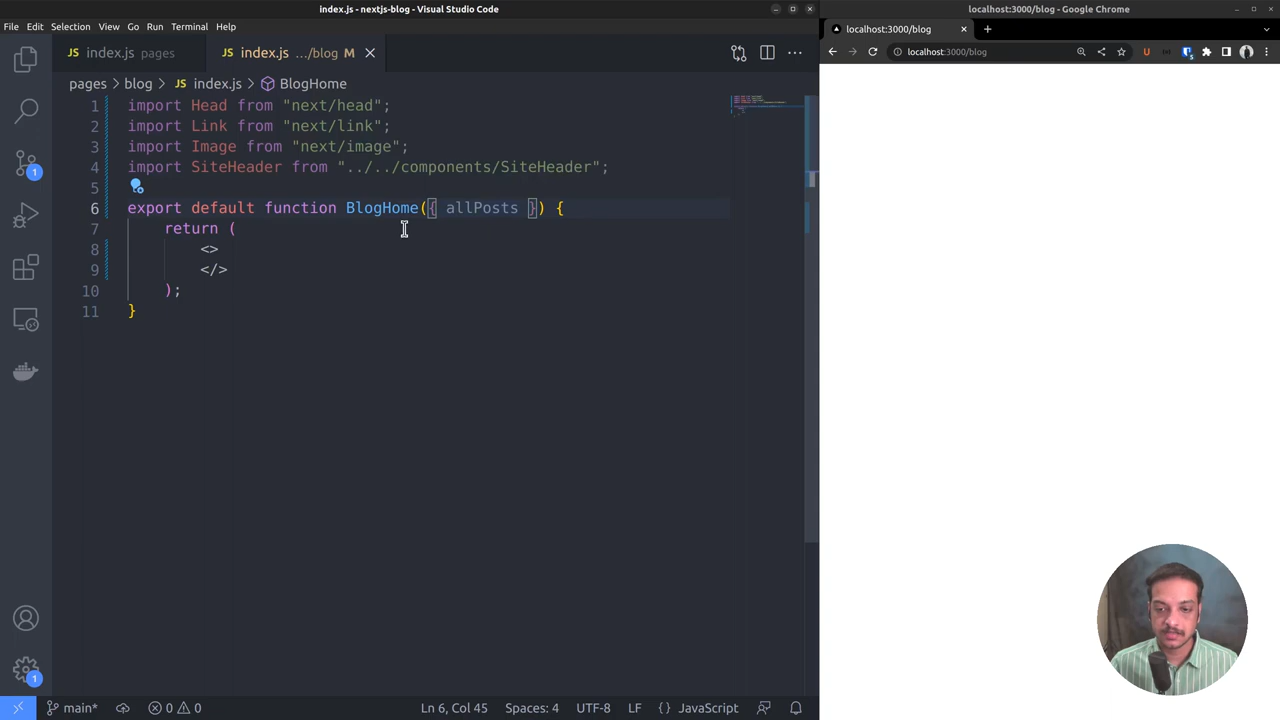 index.js - nextjs-blog - Visual Studio Code
File Edit Selection View Go Run Terminal Help
JS index.js pages
JS index.js .../blog M
pages > blog > JS index.js > BlogHome
1 import Head from "next/head";
2 import Link from "next/link";
3 import Image from "next/image";
4 import SiteHeader from "../../components/SiteHeader";
5
6 export default function BlogHome({ allPosts }) {
7 return (
8 <>
9 </>
10 );
11 }
1
1
main*
0 0
Ln 6, Col 45
Spaces: 4
UTF-8
LF
{} JavaScript
localhost:3000/blog - Google Chrome
localhost:3000/blog
localhost:3000/blog